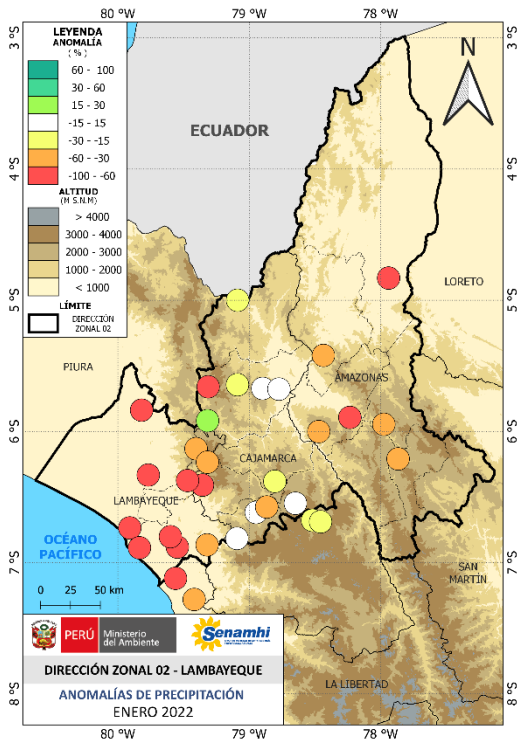 80 °W 79 °W 78 °W
3°S
4°S
5°S
6°S
7°S
8°S
LEYENDA
ANOMALÍA
( % )
60 - 100
30 - 60
15 - 30
-15 - 15
-30 - -15
-60 - -30
-100 - -60
ALTITUD
(M S.N.M)
> 4000
3000 - 4000
2000 - 3000
1000 - 2000
< 1000
LÍMITE
DIRECCIÓN
ZONAL 02
N
ECUADOR
LORETO
PIURA
AMAZONAS
CAJAMARCA
LAMBAYEQUE
OCÉANO
PACÍFICO
SAN
MARTÍN
LA LIBERTAD
0 25 50 km
PERÚ
Ministerio
del Ambiente
Senamhi
DIRECCIÓN ZONAL 02 - LAMBAYEQUE
ANOMALÍAS DE PRECIPITACIÓN
ENERO 2022
80 °W 79 °W 78 °W